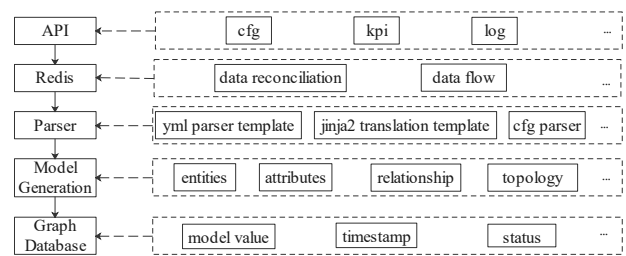 API
cfg
kpi
log
...
Redis
data reconciliation
data flow
...
Parser
yml parser template
jinja2 translation template
cfg parser
...
Model
Generation
entities
attributes
relationship
topology
...
Graph
Database
model value
timestamp
status
...